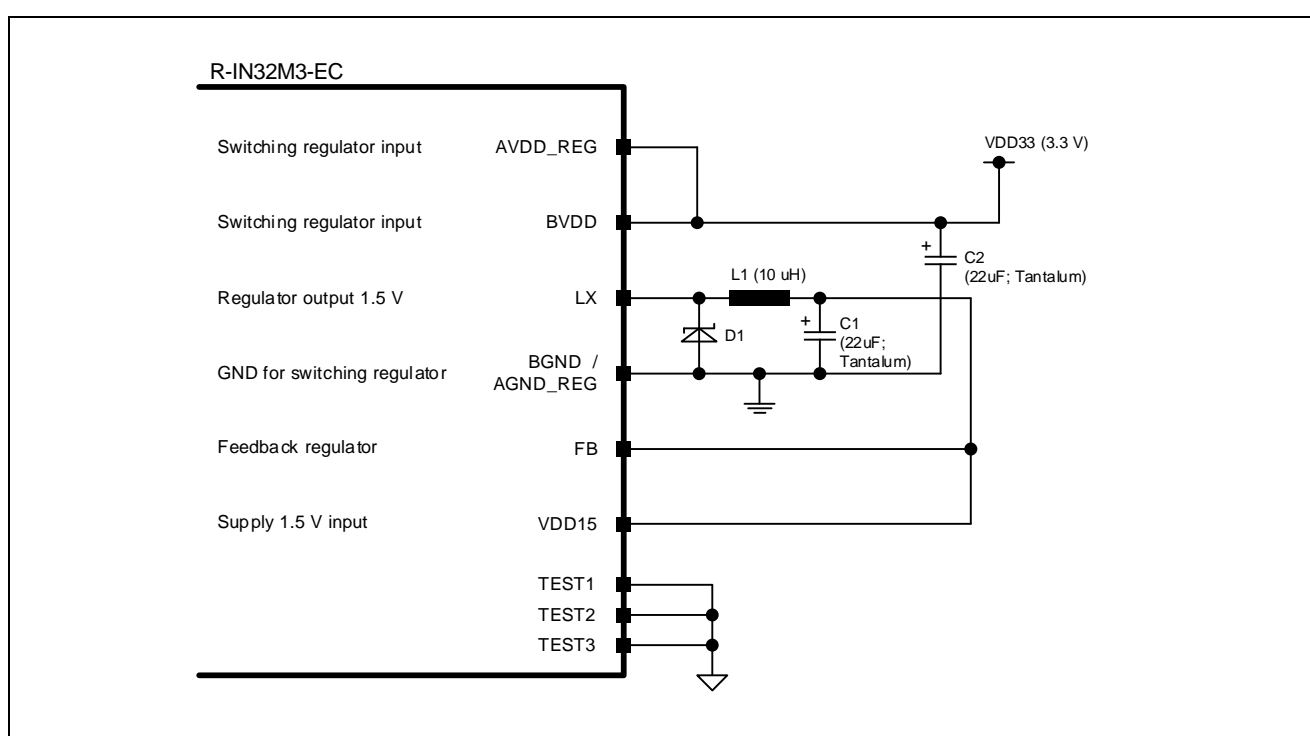 R-IN32M3-EC
Switching regulator input
AVDD_REG
VDD33 (3.3 V)
Switching regulator input
BVDD
+
C2
(22uF; Tantalum)
L1 (10 uH)
Regulator output 1.5 V
LX
D1
+
C1
(22uF;
Tantalum)
GND for switching regulator
BGND /
AGND_REG
Feedback regulator
FB
Supply 1.5 V input
VDD15
TEST1
TEST2
TEST3